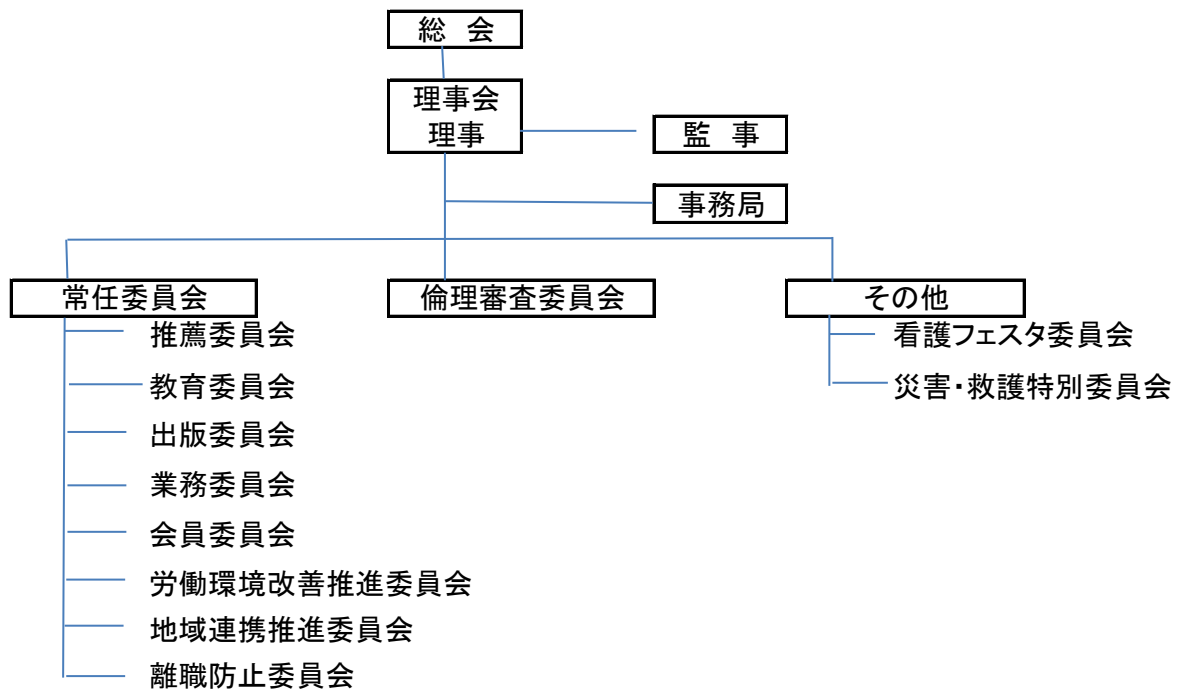 総　会
理事会
理事
監　事
事務局
常任委員会
倫理審査委員会
その他
推薦委員会
教育委員会
出版委員会
業務委員会
会員委員会
労働環境改善推進委員会
地域連携推進委員会
離職防止委員会
看護フェスタ委員会
災害・救護特別委員会